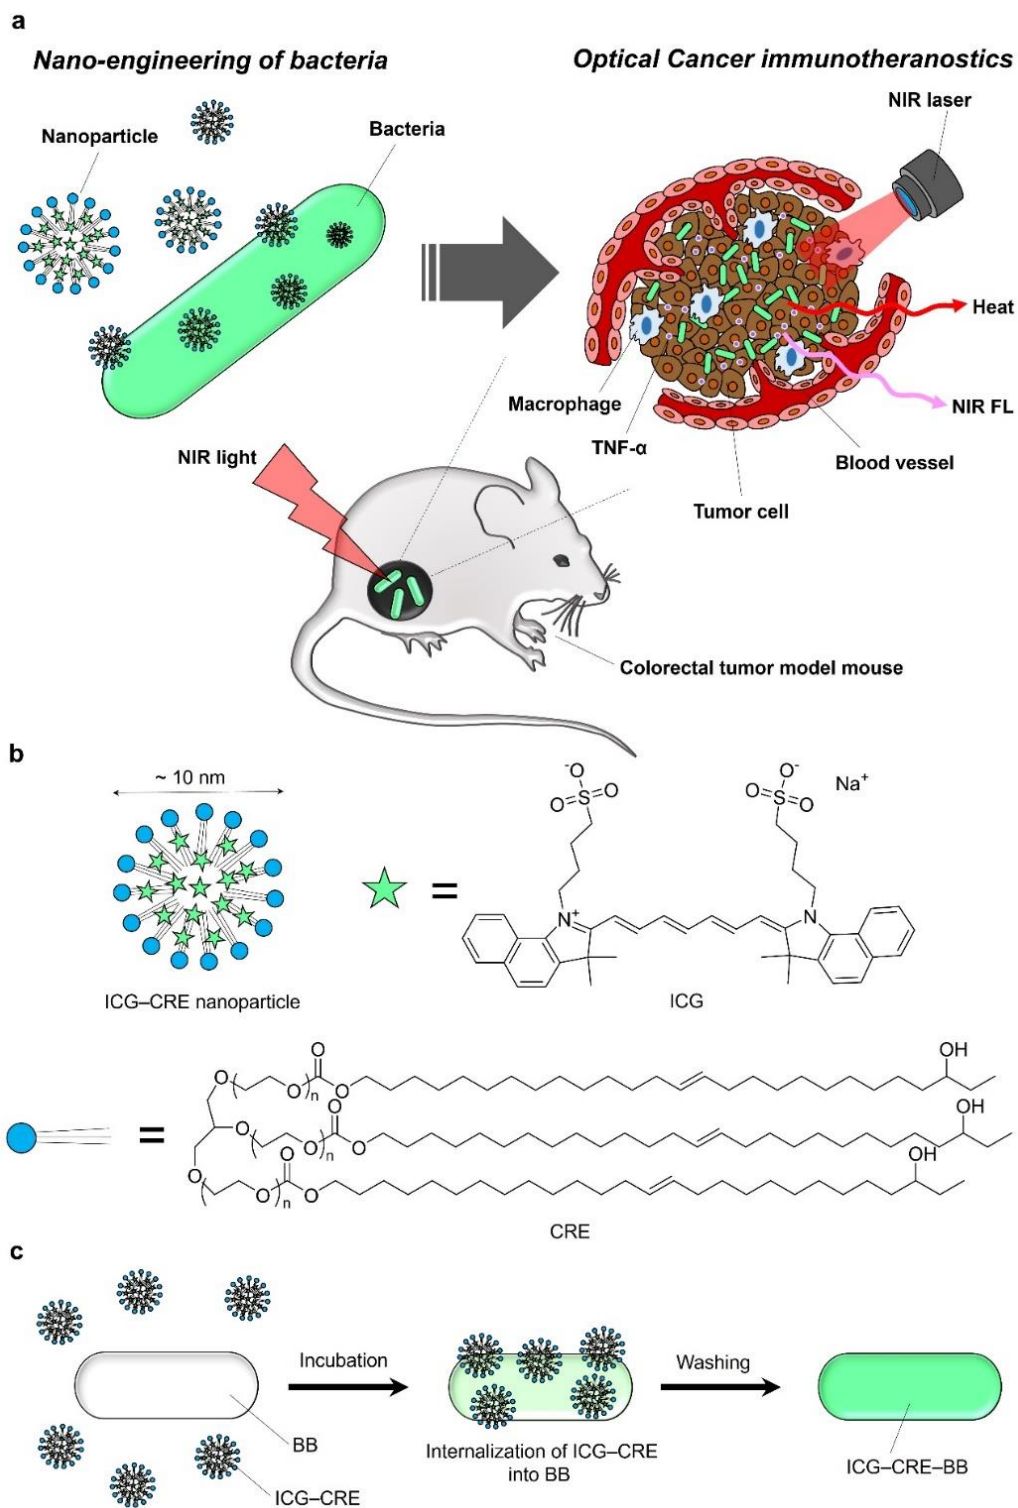 a
Nano-engineering of bacteria
Optical Cancer immunotheranostics
NIR laser
Nanoparticle
Bacteria
Heat
Macrophage
NIR FL
TNF-α
Blood vessel
NIR light
Tumor cell
Colorectal tumor model mouse
b
~ 10 nm
ICG–CRE nanoparticle
=
-O
O-
Na+
S
S
O
O
O
O
N+
N
ICG
=
O
O
O
O
n
OH
O
O
O
O
n
OH
O
O
O
O
n
OH
CRE
c
Incubation
Washing
BB
ICG–CRE
Internalization of ICG–CRE
into BB
ICG–CRE–BB